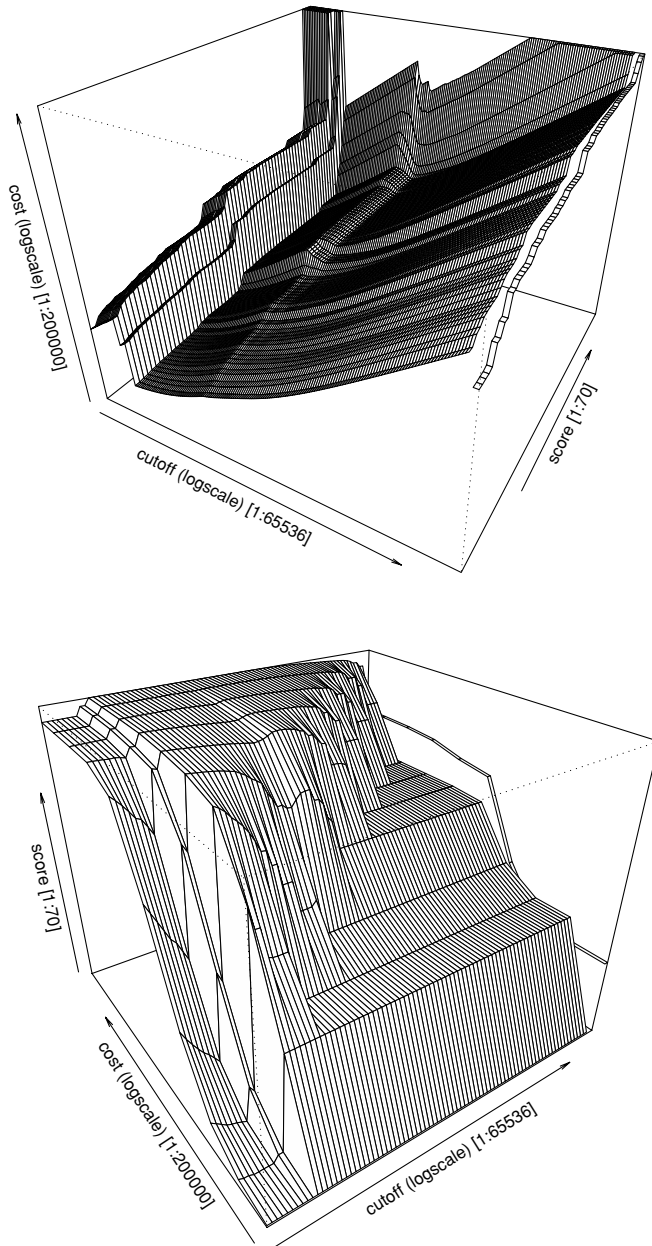 cost (logscale) [1:200000]
cutoff (logscale) [1:65536]
score [1:70]
score [1:70]
cost (logscale) [1:200000]
cutoff (logscale) [1:65536]